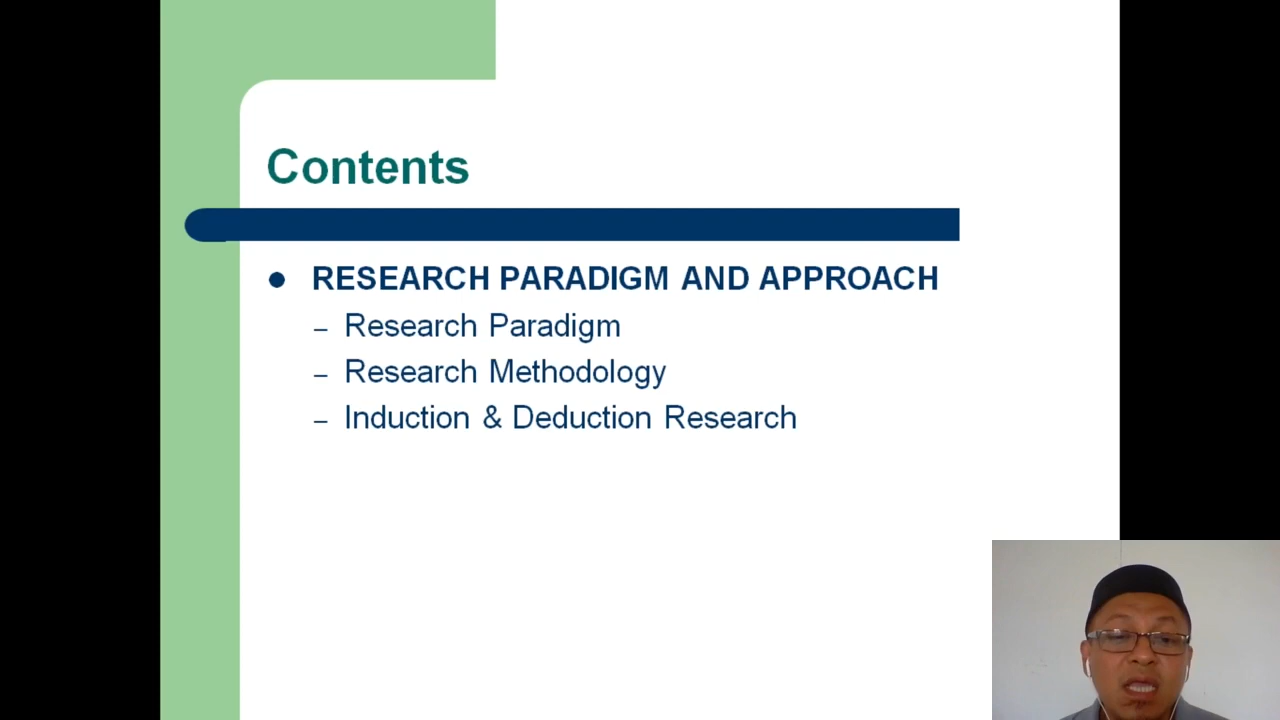 Contents
RESEARCH PARADIGM AND APPROACH
– Research Paradigm
– Research Methodology
– Induction & Deduction Research